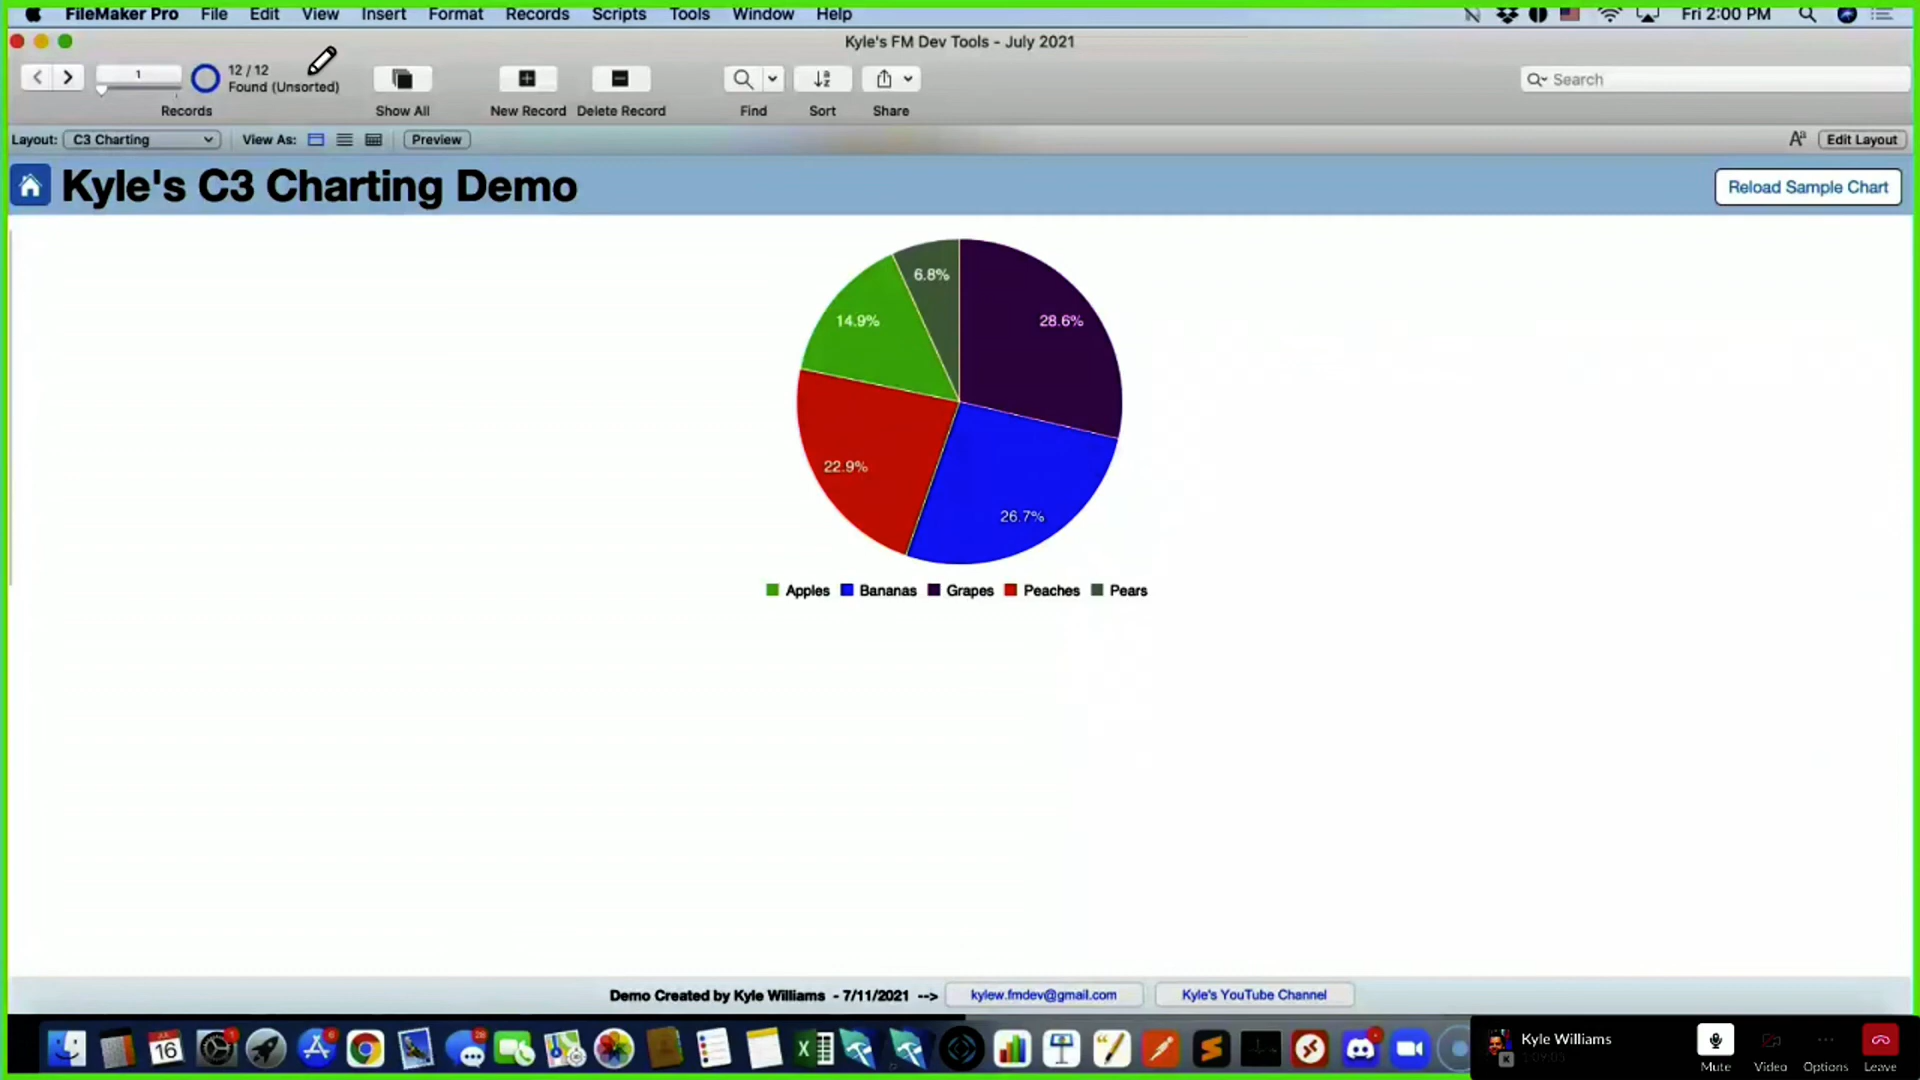 FileMaker Pro File Edit View Insert Format Records Scripts Tools Window Help Fri 2:00 PM
Kyle's FM Dev Tools - July 2021
1
12 / 12
Found (Unsorted)
Records
Show All
New Record
Delete Record
Find
Sort
Share
Search
Layout: C3 Charting View As: Preview Edit Layout
Kyle's C3 Charting Demo
Reload Sample Chart
6.8%
28.6%
14.9%
22.9%
26.7%
Apples Bananas Grapes Peaches Pears
Demo Created by Kyle Williams - 7/11/2021 --> kylew.fmdev@gmail.com Kyle's YouTube Channel
16
Kyle Williams
K
Mute Video Options Leave